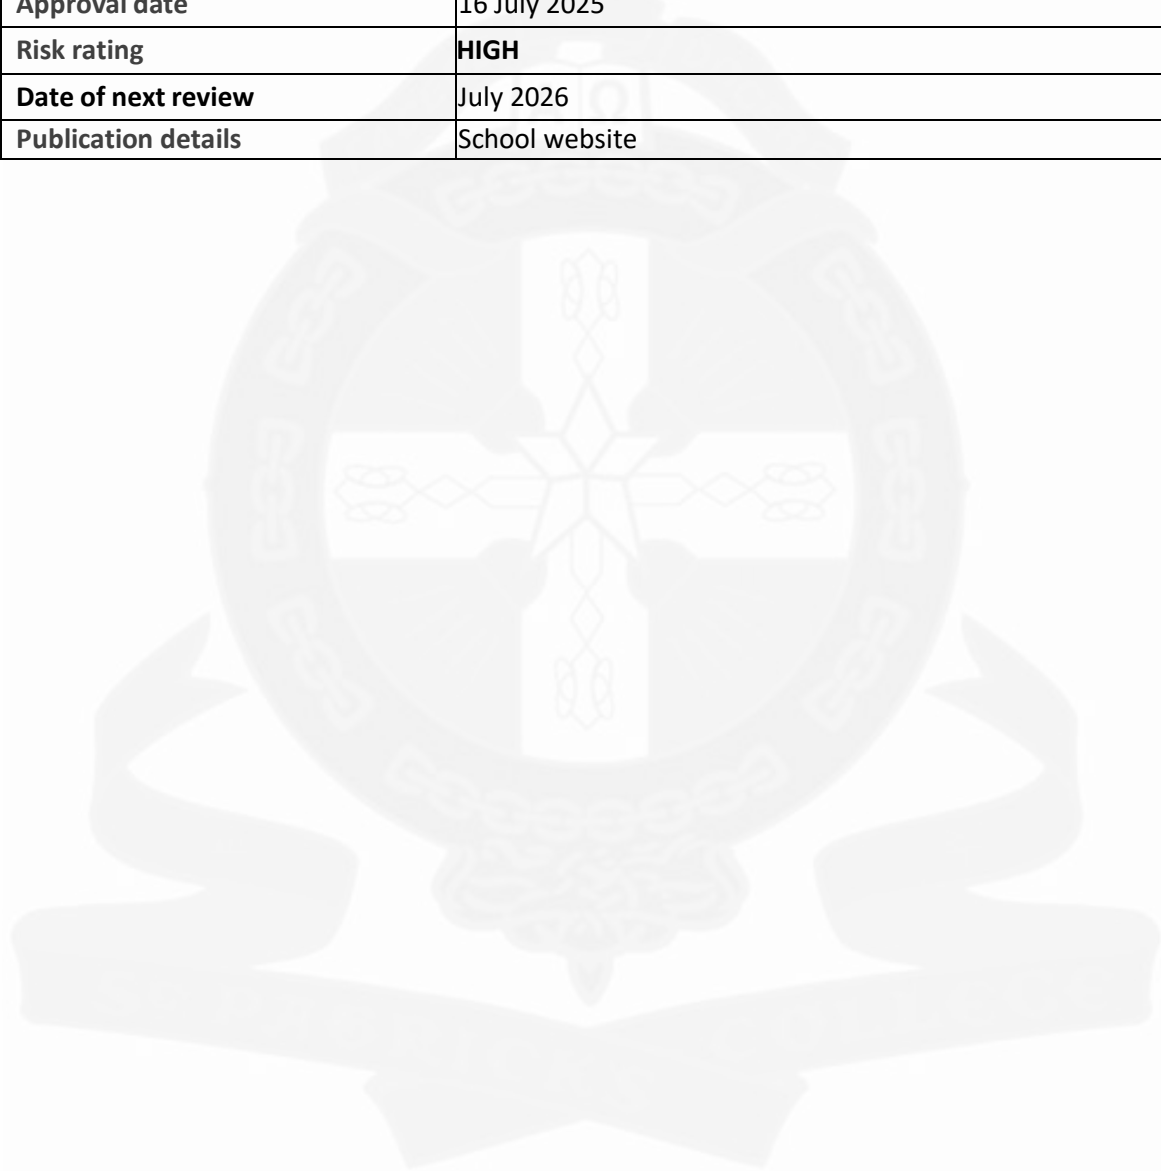 Approval date 16 July 2025
Risk rating HIGH
Date of next review July 2026
Publication details School website